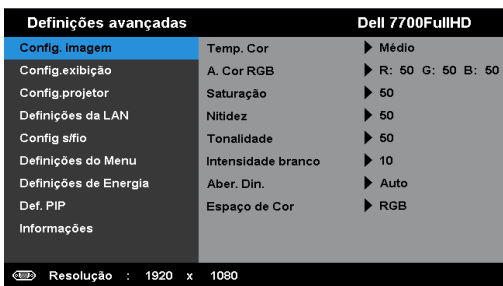 Definições avançadas Dell 7700FullHD
Config. imagem Temp. Cor Médio
Config.exibição A. Cor RGB R: 50 G: 50 B: 50
Config.projetor Saturação 50
Definições da LAN Nitidez 50
Config s/fio Tonalidade 50
Definições do Menu Intensidade branco 10
Definições de Energia Aber. Din. Auto
Def. PIP Espaço de Cor RGB
Informações
Resolução : 1920 x 1080